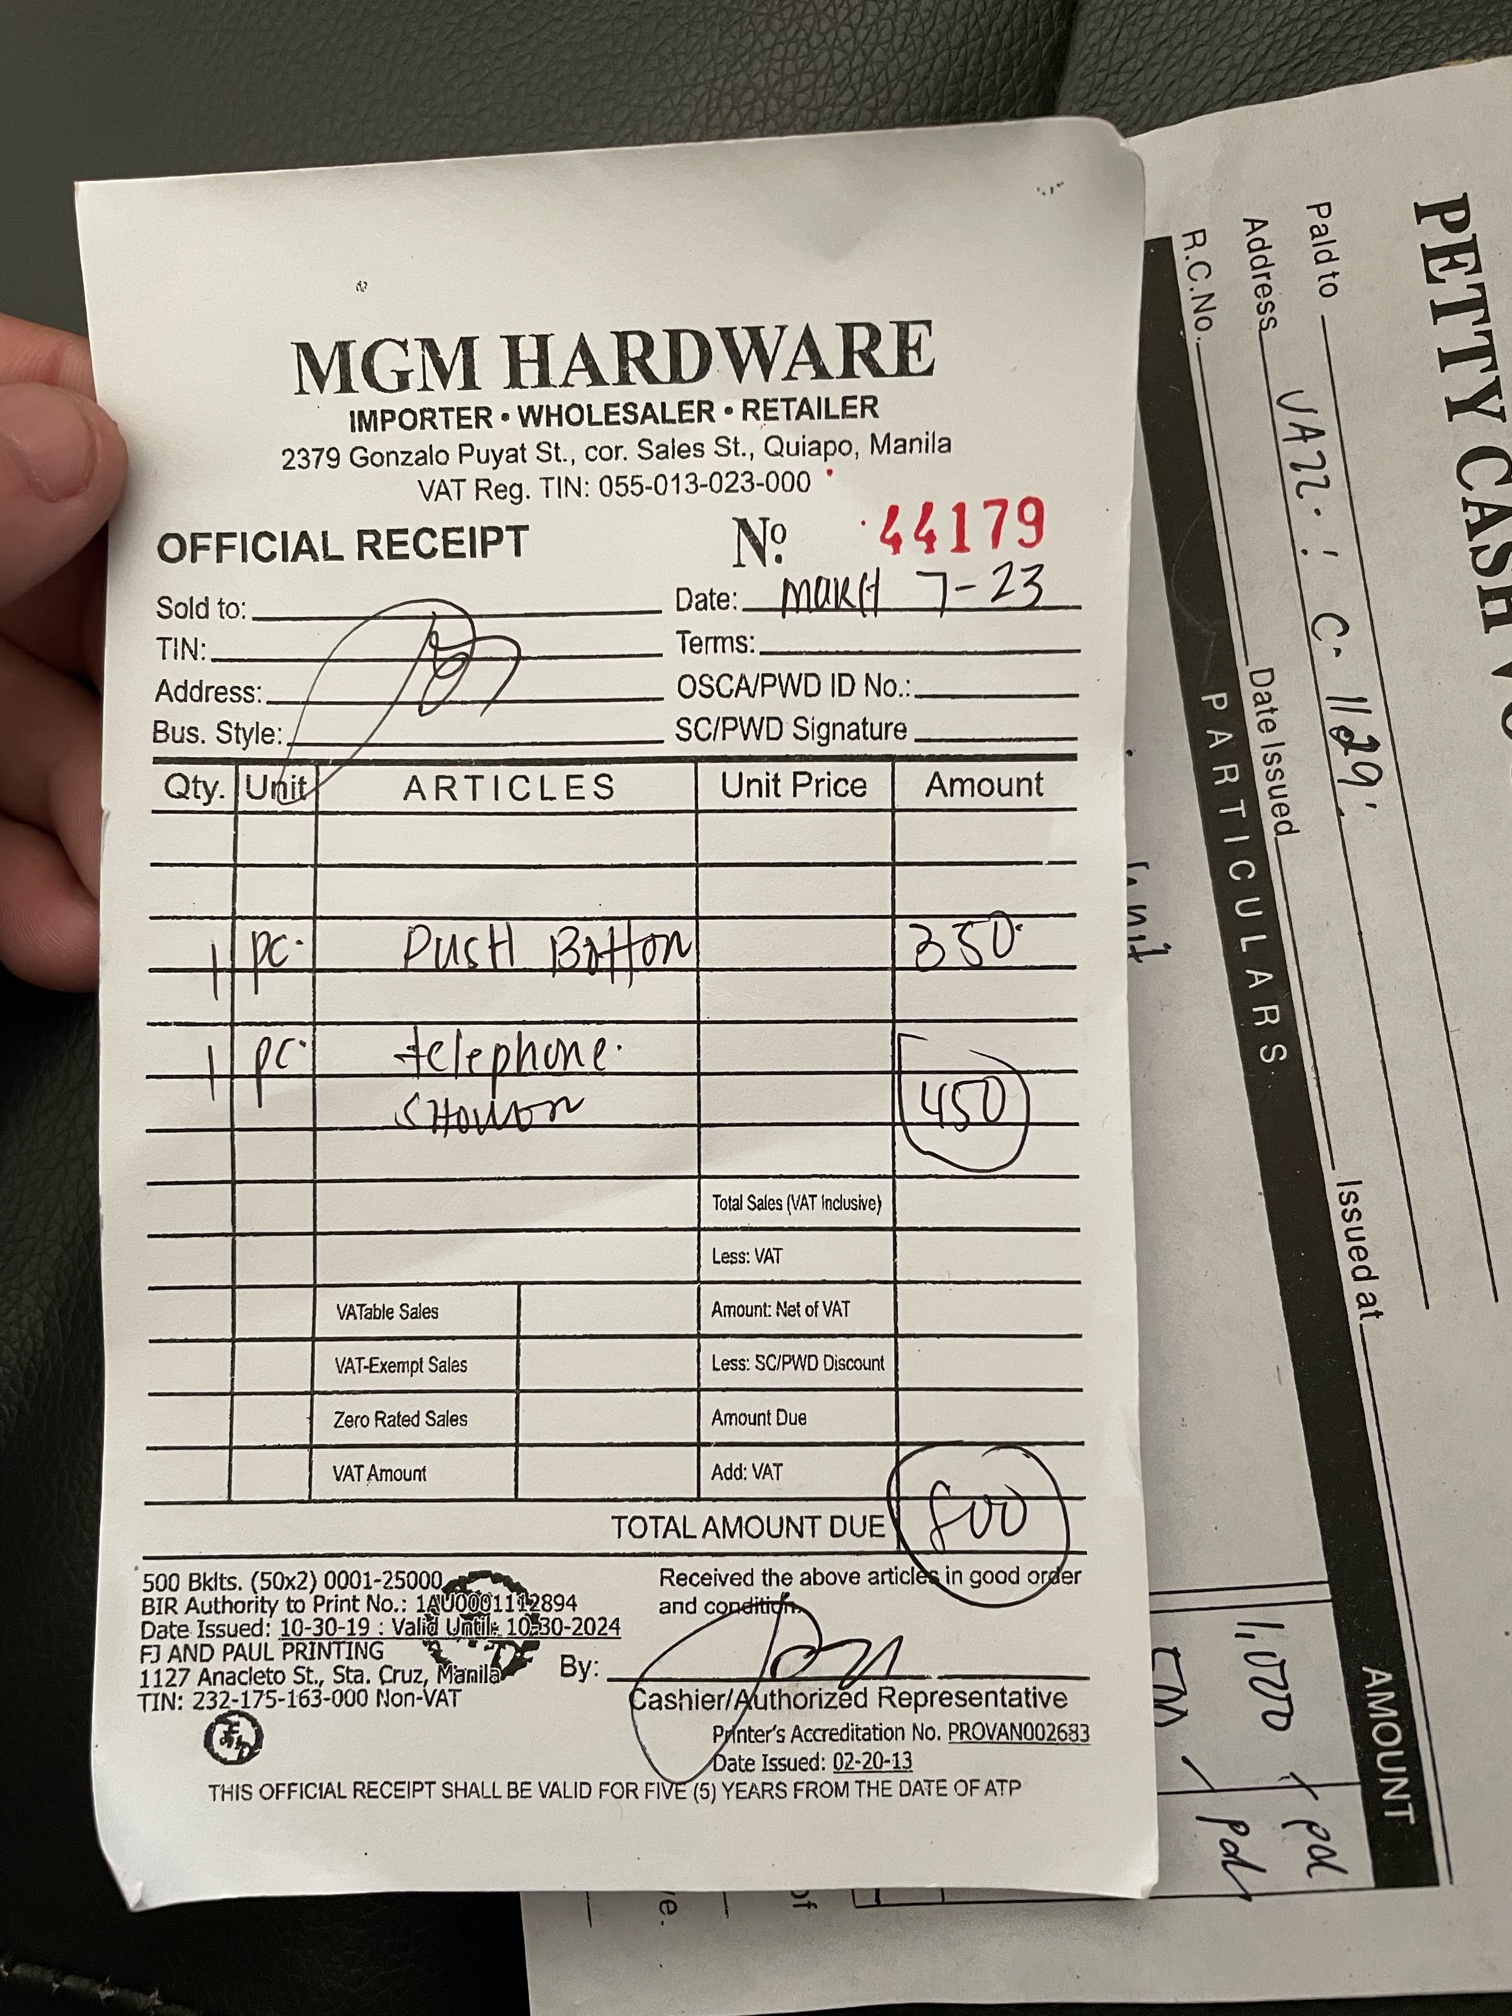 MGM HARDWARE
IMPORTER • WHOLESALER • RETAILER
2379 Gonzalo Puyat St., cor. Sales St., Quiapo, Manila
VAT Reg. TIN: 055-013-023-000
OFFICIAL RECEIPT Nº. 44179
Sold to: Date: March 7-23
TIN: Terms:
Address: OSCA/PWD ID No.:
Bus. Style: SC/PWD Signature
Qty. Unit ARTICLES Unit Price Amount
1 pc. Push Button 350.
1 pc. telephone.
shower 450
Total Sales (VAT Inclusive)
Less: VAT
VATable Sales Amount: Net of VAT
VAT-Exempt Sales Less: SC/PWD Discount
Zero Rated Sales Amount Due
VAT Amount Add: VAT
TOTAL AMOUNT DUE 800
500 Bklts. (50x2) 0001-25000
BIR Authority to Print No.: 1AU0001112894
Date Issued: 10-30-19 : Valid Until: 10-30-2024
FJ AND PAUL PRINTING
1127 Anacleto St., Sta. Cruz, Manila
TIN: 232-175-163-000 Non-VAT
Received the above articles in good order
and condition.
By:
Cashier/Authorized Representative
Printer's Accreditation No. PROVAN002683
Date Issued: 02-20-13
THIS OFFICIAL RECEIPT SHALL BE VALID FOR FIVE (5) YEARS FROM THE DATE OF ATP
PETTY CASH
Paid to
Address
R.C.No. Date Issued Issued at
PARTICULARS AMOUNT
1,000 pd
500 pd